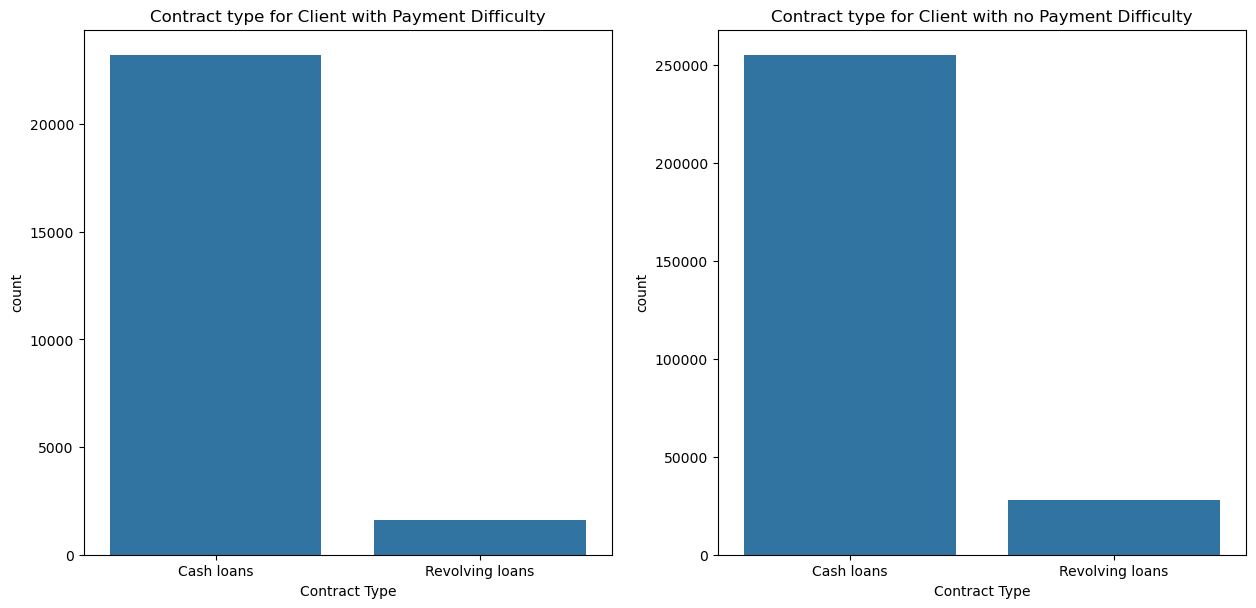 Contract type for Client with Payment Difficulty
20000
15000
10000
5000
0
count
Cash loans
Revolving loans
Contract Type
Contract type for Client with no Payment Difficulty
250000
200000
150000
100000
50000
0
count
Cash loans
Revolving loans
Contract Type